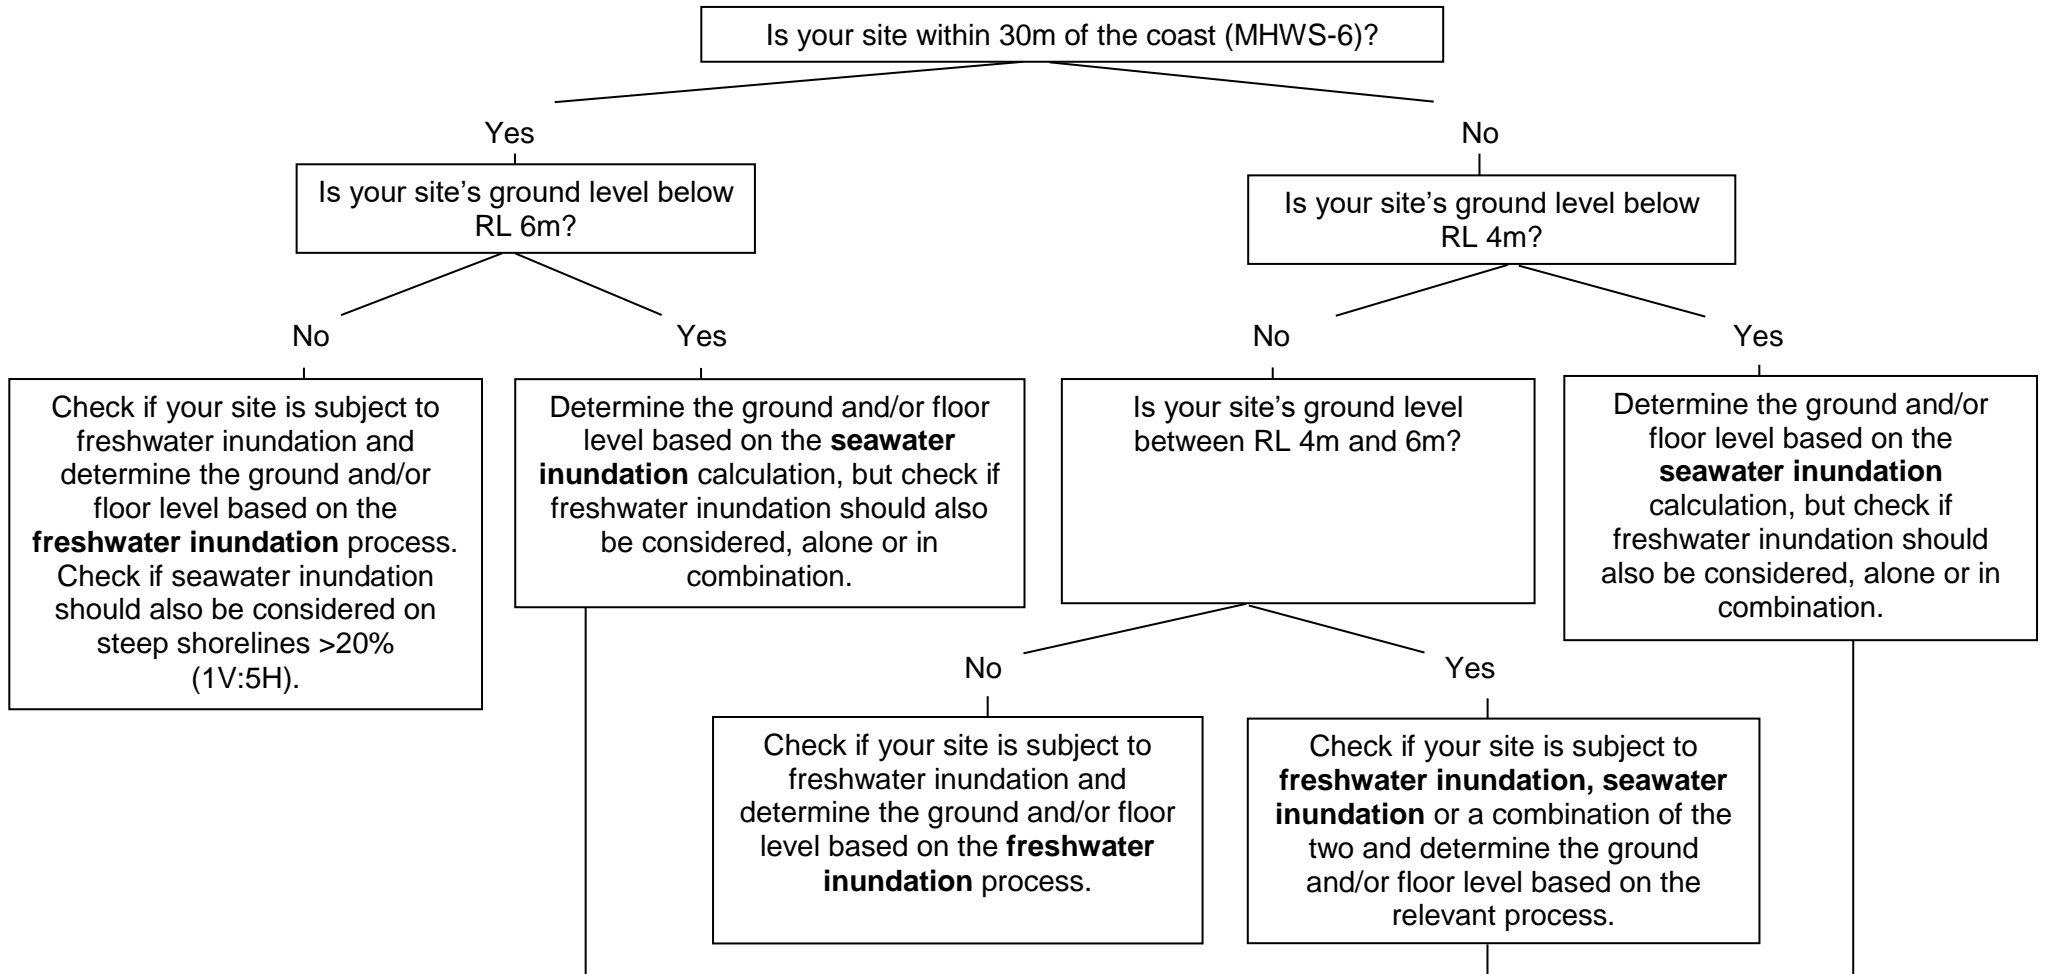 Is your site within 30m of the coast (MHWS-6)?
Yes
No
Is your site’s ground level below
RL 6m?
Is your site’s ground level below
RL 4m?
No
Yes
No
Yes
Check if your site is subject to
freshwater inundation and
determine the ground and/or
floor level based on the
freshwater inundation process.
Check if seawater inundation
should also be considered on
steep shorelines >20%
(1V:5H).
Determine the ground and/or floor
level based on the seawater
inundation calculation, but check if
freshwater inundation should also
be considered, alone or in
combination.
Is your site’s ground level
between RL 4m and 6m?
Determine the ground and/or
floor level based on the
seawater inundation
calculation, but check if
freshwater inundation should
also be considered, alone or in
combination.
No
Yes
Check if your site is subject to
freshwater inundation and
determine the ground and/or floor
level based on the freshwater
inundation process.
Check if your site is subject to
freshwater inundation, seawater
inundation or a combination of the
two and determine the ground
and/or floor level based on the
relevant process.